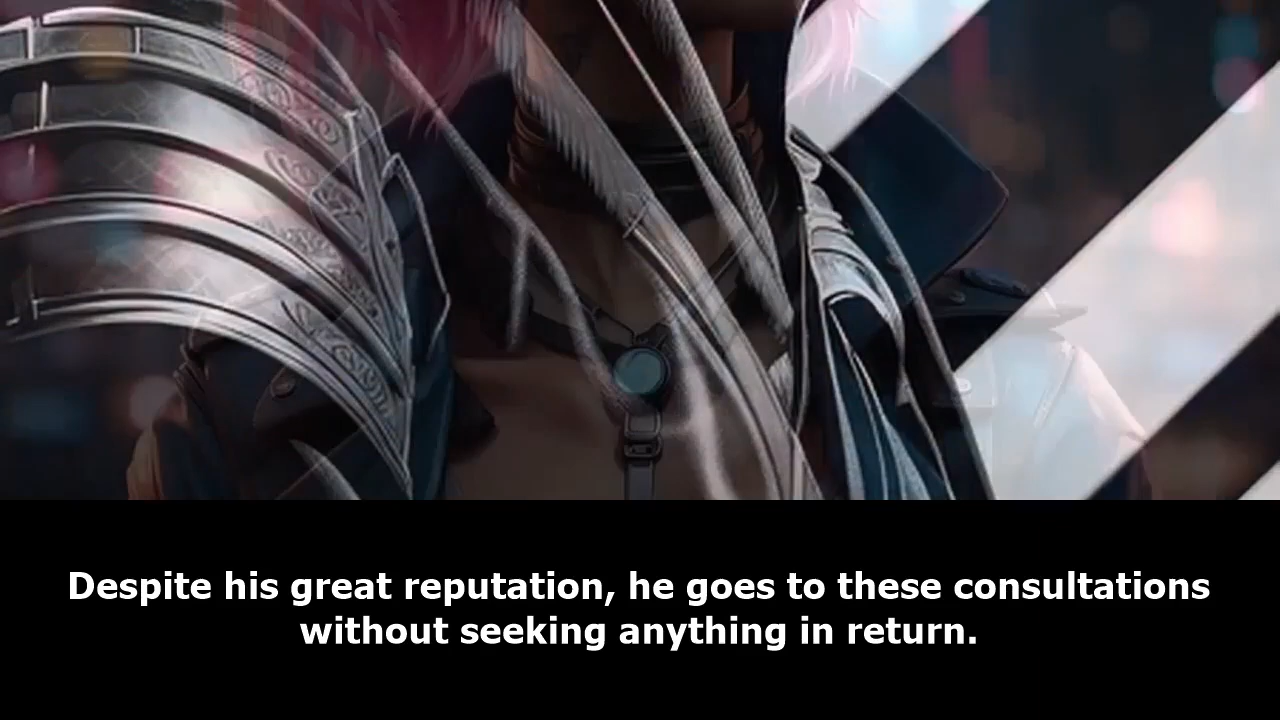 Despite his great reputation, he goes to these consultations
without seeking anything in return.